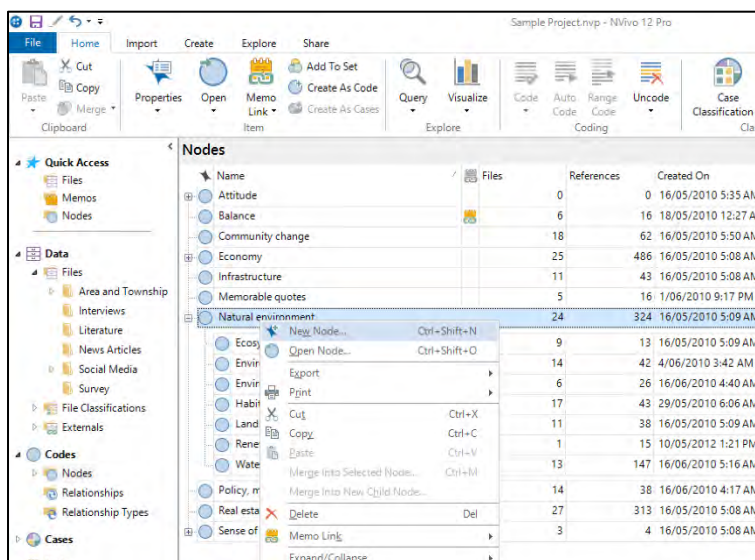 Sample Project.nvp - NVivo 12 Pro
File Home Import Create Explore Share
Paste Cut Copy Merge
Clipboard
Properties Open Memo Link Add To Set Create As Code Create As Cases
Item
Query Visualize
Explore
Code Auto Code Range Code Uncode
Coding
Case Classification
Cla
Quick Access
Files
Memos
Nodes
Data
Files
Area and Township
Interviews
Literature
News Articles
Social Media
Survey
File Classifications
Externals
Codes
Nodes
Relationships
Relationship Types
Cases
Nodes
Name Files References Created On
Attitude 0 0 16/05/2010 5:35 AM
Balance 6 16 18/05/2010 12:27 A
Community change 18 62 16/05/2010 5:50 AM
Economy 25 486 16/05/2010 5:08 AM
Infrastructure 11 43 16/05/2010 5:08 AM
Memorable quotes 5 16 1/06/2010 9:17 PM
Natural environment 24 324 16/05/2010 5:09 AM
Ecosy 9 13 16/05/2010 5:09 AM
Envir 14 42 4/06/2010 3:42 AM
Envir 6 26 16/06/2010 4:40 AM
Habit 17 43 29/05/2010 6:06 AM
Land 11 38 16/05/2010 5:09 AM
Rene 1 15 10/05/2012 1:21 PM
Wate 13 147 16/06/2010 5:16 AM
Policy, m 14 38 16/06/2010 4:17 AM
Real esta 27 313 16/05/2010 5:08 AM
Sense of 3 4 16/05/2010 5:08 AM
New Node... Ctrl+Shift+N
Open Node... Ctrl+Shift+O
Export
Print
Cut Ctrl+X
Copy Ctrl+C
Paste Ctrl+V
Merge Into Selected Node... Ctrl+M
Merge Into New Child Node...
Delete Del
Memo Link
Expand/Collapse